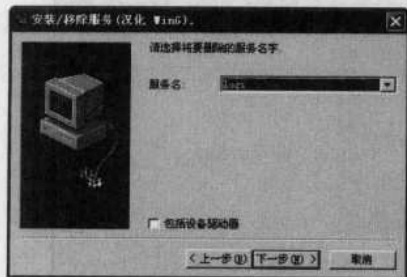 安装/移除服务(汉化 WinG).
请选择将要删除的服务名字.
服务名:
包括设备驱动器
< 上一步(B)
下一步(N) >
取消